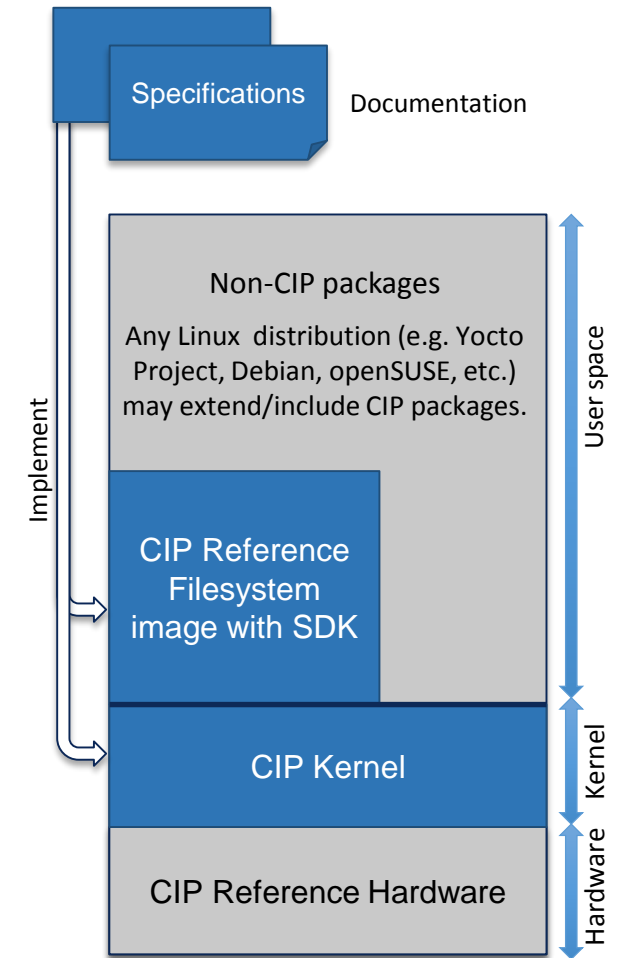 Specifications
Documentation
Non-CIP packages
Any Linux distribution (e.g. Yocto
Project, Debian, openSUSE, etc.)
may extend/include CIP packages.
User space
Implement
CIP Reference
Filesystem
image with SDK
CIP Kernel
Kernel
CIP Reference Hardware
Hardware